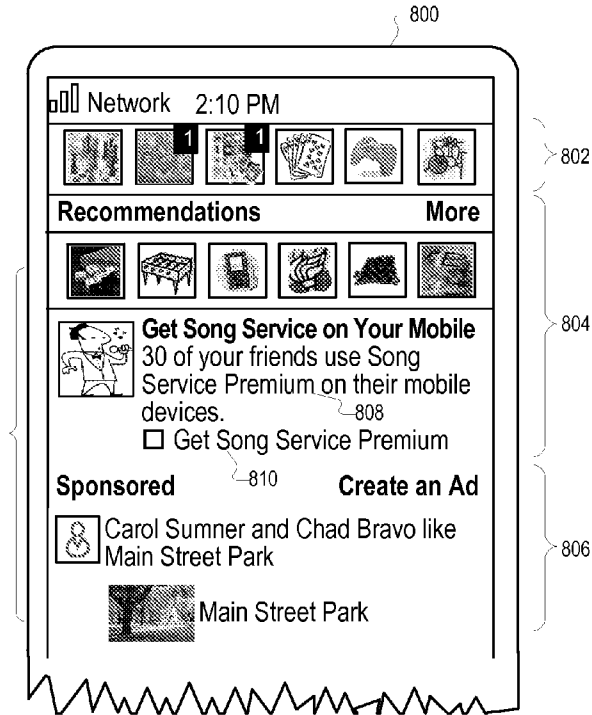 800
Network 2:10 PM
1 1
802
Recommendations More
804
Get Song Service on Your Mobile
30 of your friends use Song
Service Premium on their mobile
devices.
808
Get Song Service Premium
810
Sponsored Create an Ad
Carol Sumner and Chad Bravo like
Main Street Park
806
Main Street Park